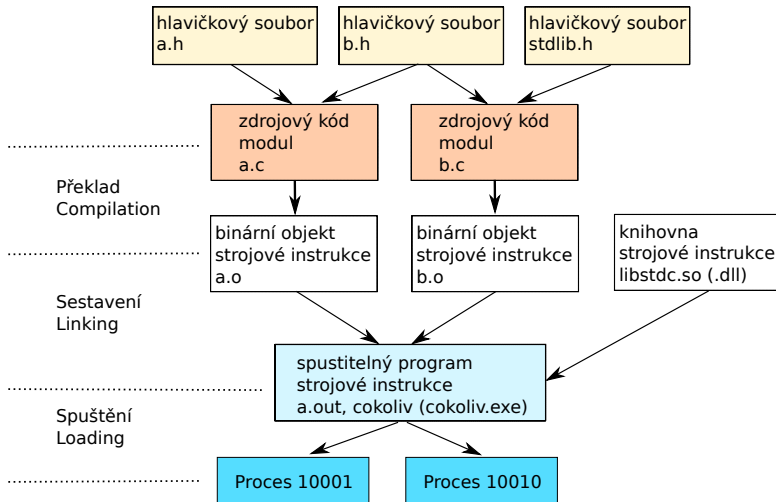 hlavičkový soubor
a.h
hlavičkový soubor
b.h
hlavičkový soubor
stdlib.h
zdrojový kód
modul
a.c
zdrojový kód
modul
b.c
Překlad
Compilation
binární objekt
strojové instrukce
a.o
binární objekt
strojové instrukce
b.o
knihovna
strojové instrukce
libstdc.so (.dll)
Sestavení
Linking
spustitelný program
strojové instrukce
a.out, cokoliv (cokoliv.exe)
Spuštění
Loading
Proces 10001
Proces 10010